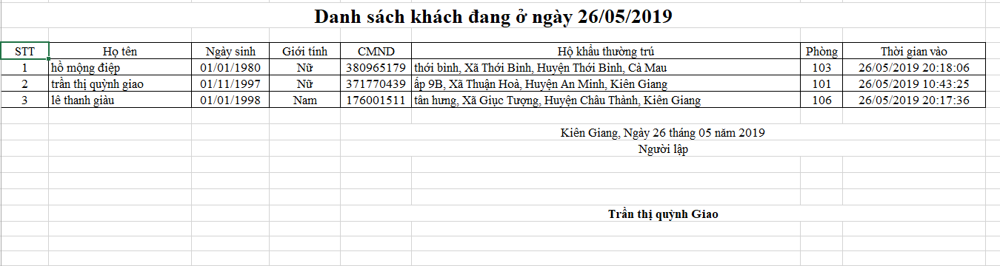 Danh sách khách đang ở ngày 26/05/2019
STT Họ tên Ngày sinh Giới tính CMND Hộ khẩu thường trú Phòng Thời gian vào
1 hồ mộng điệp 01/01/1980 Nữ 380965179 thới bình, Xã Thới Bình, Huyện Thới Bình, Cà Mau 103 26/05/2019 20:18:06
2 trần thị quỳnh giao 01/11/1997 Nữ 371770439 ấp 9B, Xã Thuận Hoà, Huyện An Minh, Kiên Giang 101 26/05/2019 10:43:25
3 lê thanh giàu 01/01/1998 Nam 176001511 tân hưng, Xã Giục Tượng, Huyện Châu Thành, Kiên Giang 106 26/05/2019 20:17:36
Kiên Giang, Ngày 26 tháng 05 năm 2019
Người lập
Trần thị quỳnh Giao